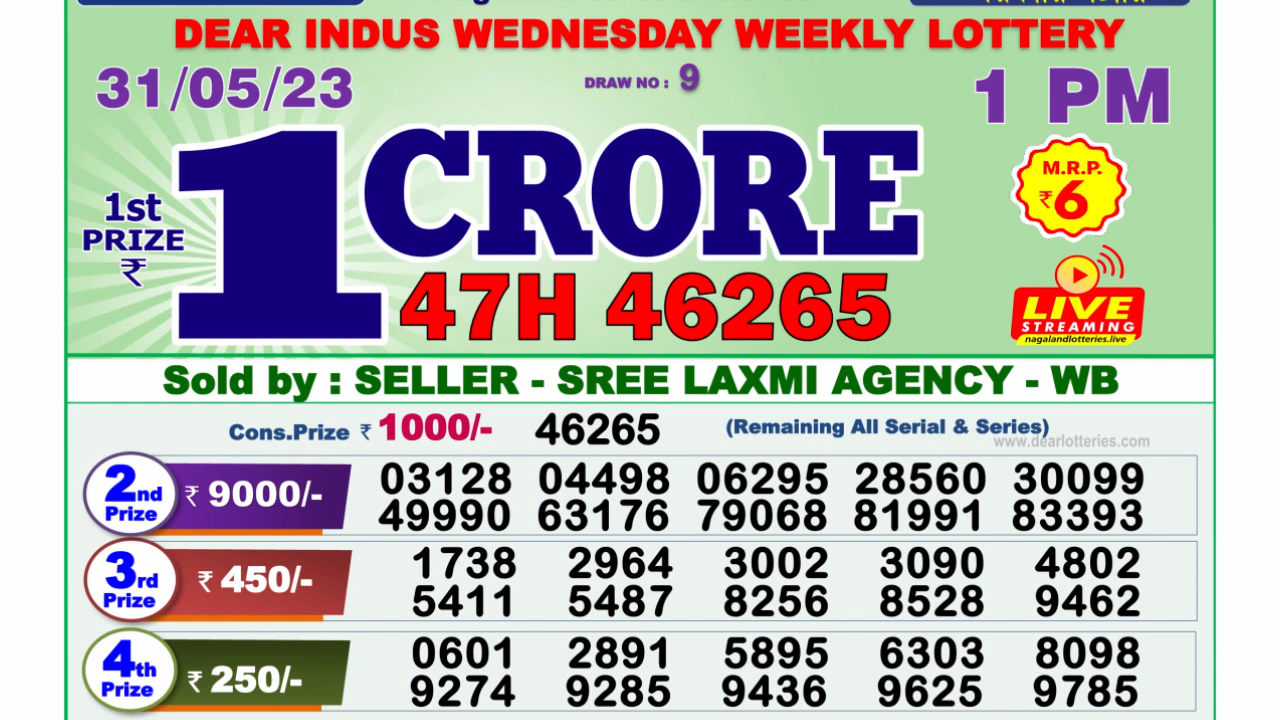 DEAR INDUS WEDNESDAY WEEKLY LOTTERY
31/05/23
DRAW NO : 9
1 PM
1st
PRIZE
₹
1 CRORE
M.R.P.
₹6
47H 46265
LIVE
STREAMING
nagalandlotteries.live
Sold by : SELLER - SREE LAXMI AGENCY - WB
Cons.Prize ₹ 1000/- 46265 (Remaining All Serial & Series)
www.dearlotteries.com
2nd Prize ₹ 9000/-
03128 04498 06295 28560 30099
49990 63176 79068 81991 83393
3rd Prize ₹ 450/-
1738 2964 3002 3090 4802
5411 5487 8256 8528 9462
4th Prize ₹ 250/-
0601 2891 5895 6303 8098
9274 9285 9436 9625 9785